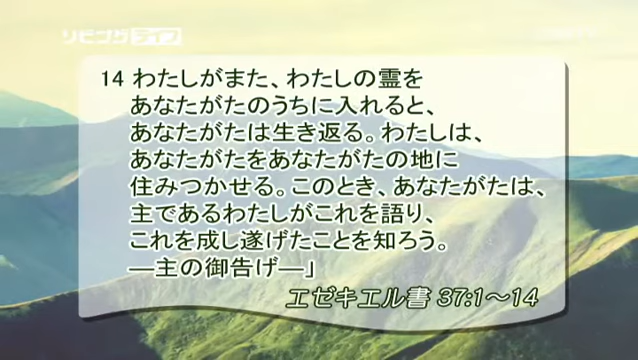 リビングライフ
14 わたしがまた、わたしの霊を
あなたがたのうちに入れると、
あなたがたは生き返る。わたしは、
あなたがたをあなたがたの地に
住みつかせる。このとき、あなたがたは、
主であるわたしがこれを語り、
これを成し遂げたことを知ろう。
―主の御告げ―」
エゼキエル書 37:1～14